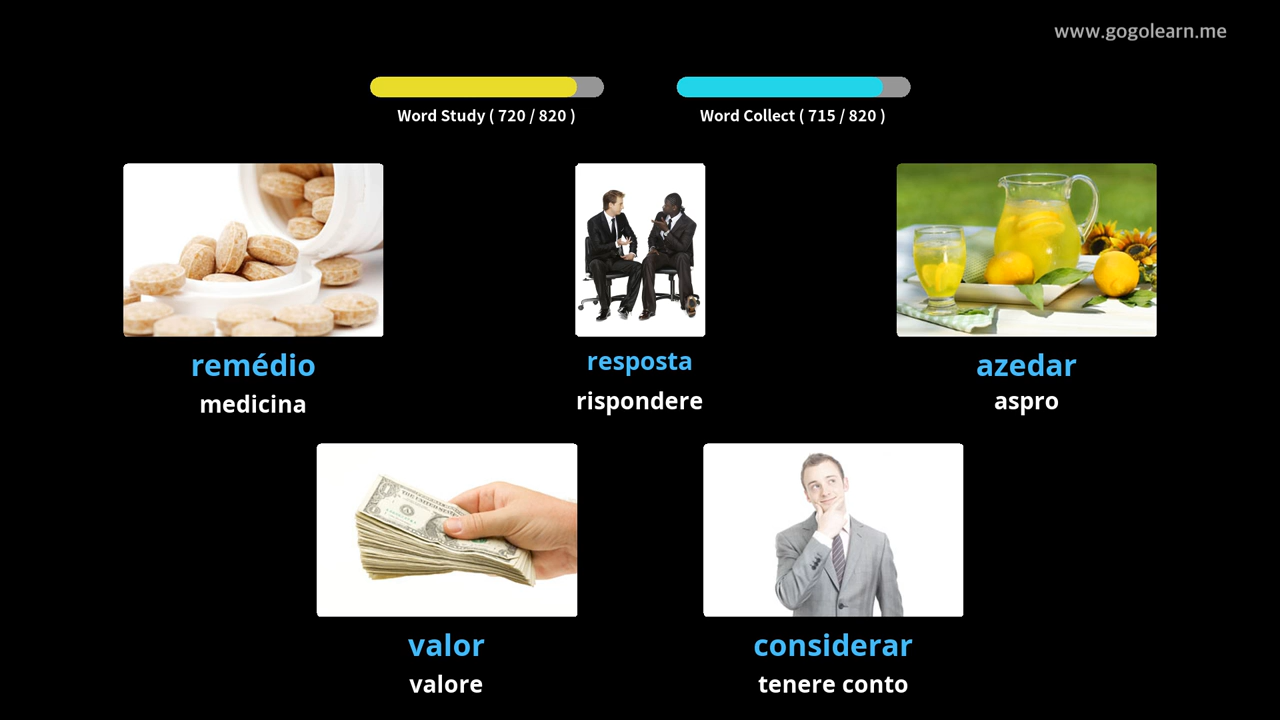 www.gogolearn.me
Word Study ( 720 / 820 )
Word Collect ( 715 / 820 )
remédio
medicina
resposta
rispondere
azedar
aspro
valor
valore
considerar
tenere conto